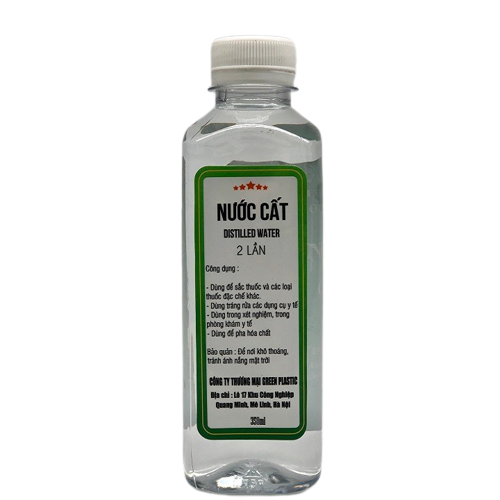 NƯỚC CẤT
DISTILLED WATER
2 LẦN
Công dụng :
- Dùng để sắc thuốc và các loại
thuốc đặc chế khác.
- Dùng tráng rửa các dụng cụ y tế
- Dùng trong xét nghiệm, trong
phòng khám y tế
- Dùng để pha hóa chất
Bảo quản : Để nơi khô thoáng,
tránh ánh nắng mặt trời
CÔNG TY THƯƠNG MẠI GREEN PLASTIC
Địa chỉ : Lô 17 Khu Công Nghiệp
Quang Minh, Mê Linh, Hà Nội
350ml